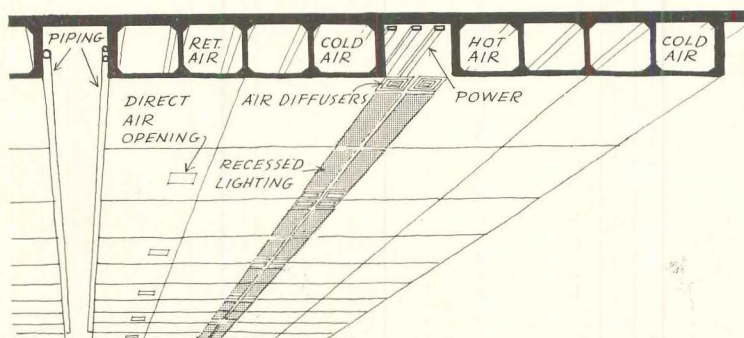 PIPING
RET.
AIR
COLD
AIR
HOT
AIR
COLD
AIR
DIRECT
AIR
OPENING
AIR DIFFUSERS
POWER
RECESSED
LIGHTING